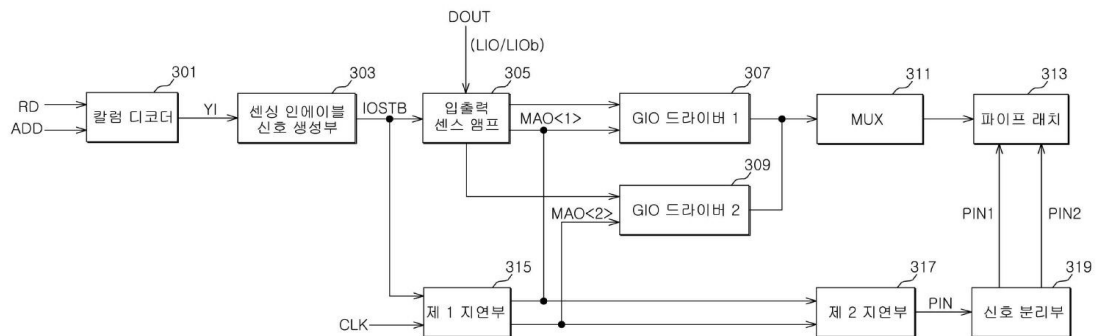 DOUT
(LIO/LIOb)
301
303
305
307
311
313
RD
ADD
칼럼 디코더
YI
센싱 인에이블
신호 생성부
IOSTB
입출력
센스 앰프
MAO<1>
GIO 드라이버 1
MUX
파이프 래치
309
MAO<2>
GIO 드라이버 2
PIN1
PIN2
315
317
319
CLK
제 1 지연부
제 2 지연부
PIN
신호 분리부